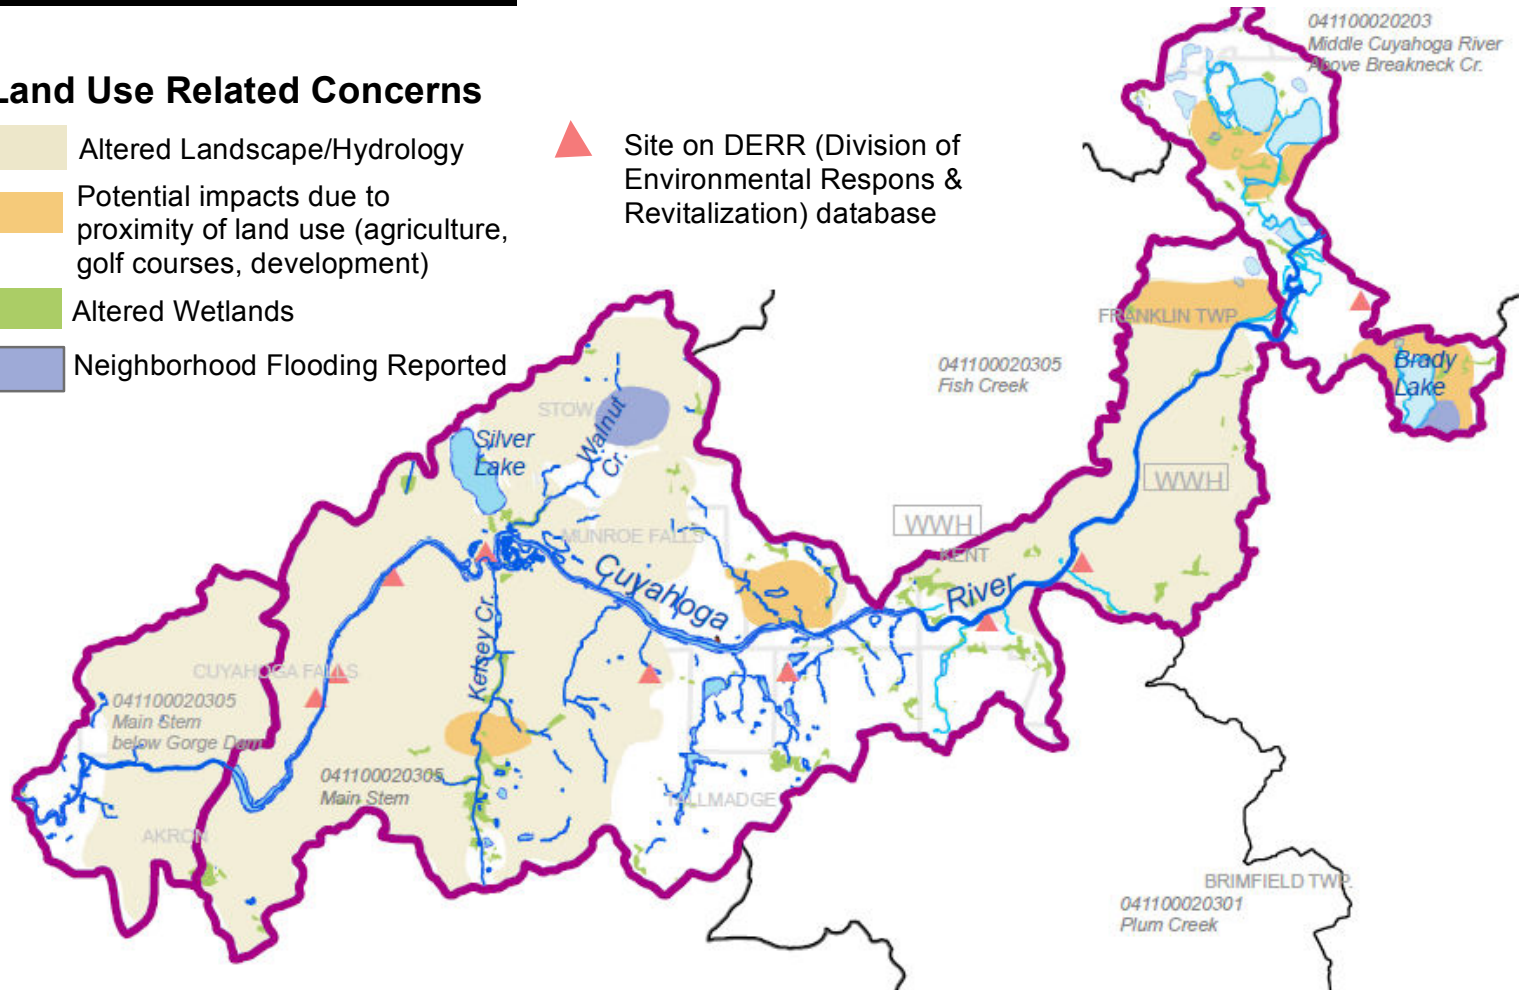 Land Use Related Concerns
Altered Landscape/Hydrology
Potential impacts due to
proximity of land use (agriculture,
golf courses, development)
Altered Wetlands
Neighborhood Flooding Reported
Site on DERR (Division of
Environmental Respons &
Revitalization) database
041100020203
Middle Cuyahoga River
Above Breakneck Cr.
FRANKLIN TWP.
041100020305
Fish Creek
Brady
Lake
STOW
Walnut
Cr.
Silver
Lake
WWH
WWH
MUNROE FALLS
KENT
Cuyahoga
River
Kelsey Cr.
CUYAHOGA FALLS
041100020305
Main Stem
below Gorge Dam
041100020305
Main Stem
TALLMADGE
AKRON
BRIMFIELD TWP.
041100020301
Plum Creek